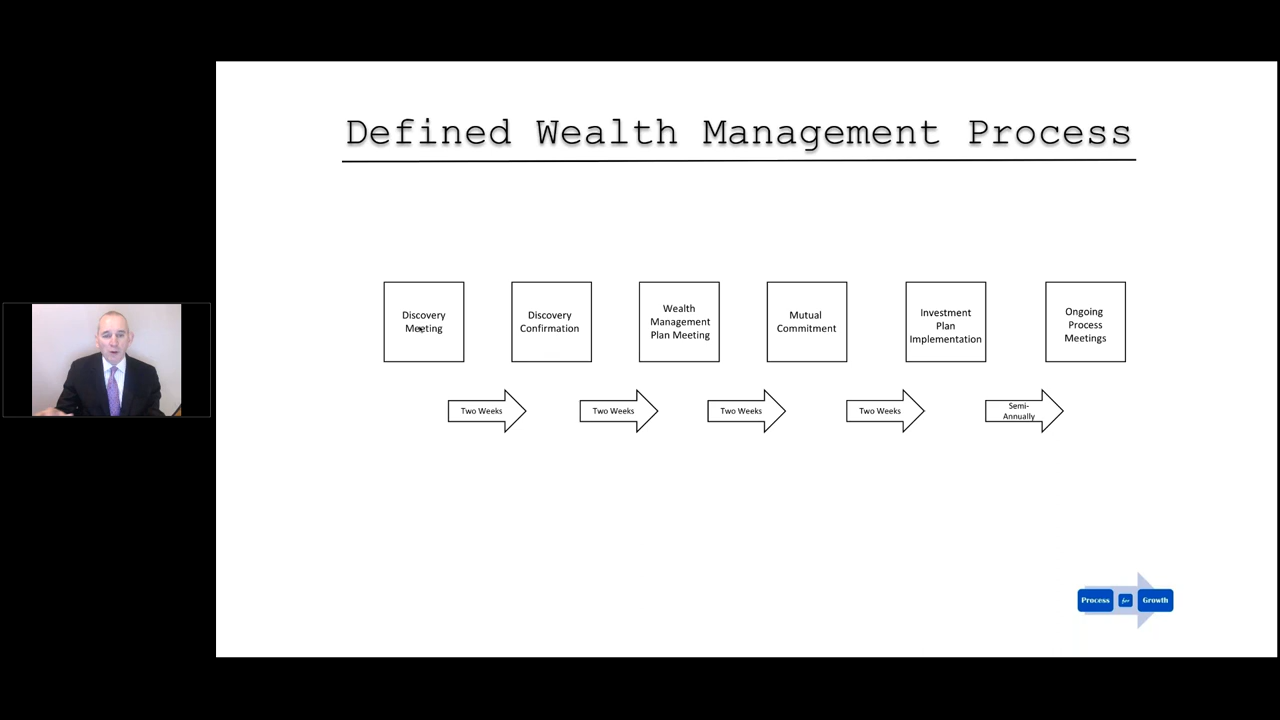 Defined Wealth Management Process
Discovery
Meeting
Discovery
Confirmation
Wealth
Management
Plan Meeting
Mutual
Commitment
Investment
Plan
Implementation
Ongoing
Process
Meetings
Two Weeks
Two Weeks
Two Weeks
Two Weeks
Semi-
Annually
Process for Growth